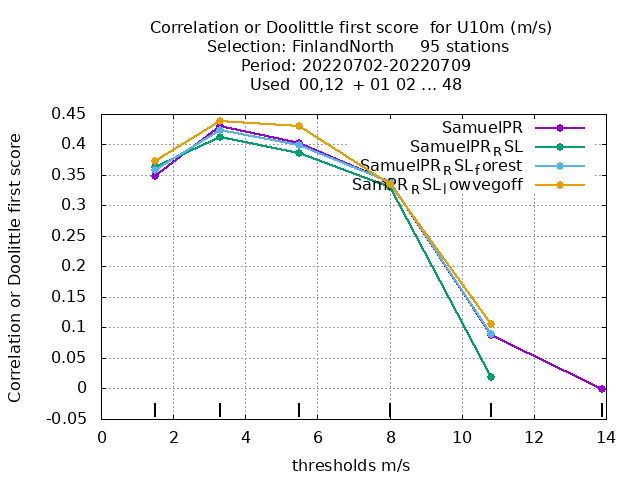 Correlation or Doolittle first score for U10m (m/s)
Selection: FinlandNorth 95 stations
Period: 20220702-20220709
Used 00,12 + 01 02 ... 48
Correlation or Doolittle first score
0.45
0.4
0.35
0.3
0.25
0.2
0.15
0.1
0.05
0
-0.05
SamuelPR
SamuelPR_RSL
SamuelPR_RSL_forest
SamPR_RSL_lowvegoff
0 2 4 6 8 10 12 14
thresholds m/s